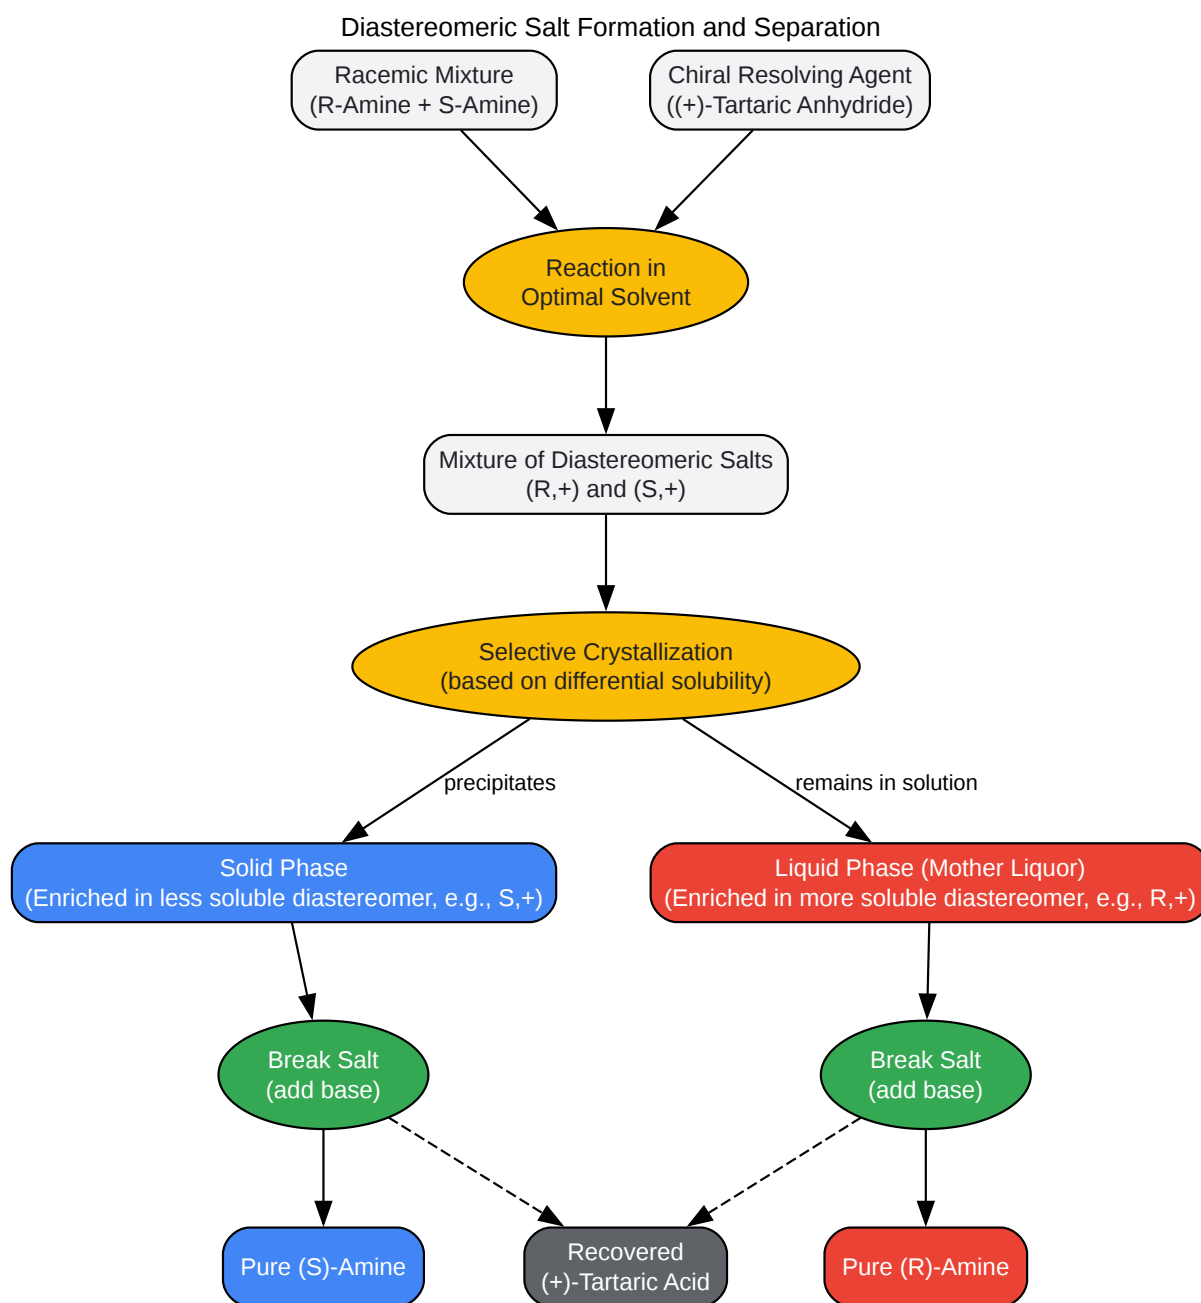 Diastereomeric Salt Formation and Separation
Racemic Mixture
(R-Amine + S-Amine)
Chiral Resolving Agent
((+)-Tartaric Anhydride)
Reaction in
Optimal Solvent
Mixture of Diastereomeric Salts
(R,+) and (S,+)
Selective Crystallization
(based on differential solubility)
precipitates
remains in solution
Solid Phase
(Enriched in less soluble diastereomer, e.g., S,+)
Liquid Phase (Mother Liquor)
(Enriched in more soluble diastereomer, e.g., R,+)
Break Salt
(add base)
Break Salt
(add base)
Pure (S)-Amine
Recovered
(+)-Tartaric Acid
Pure (R)-Amine